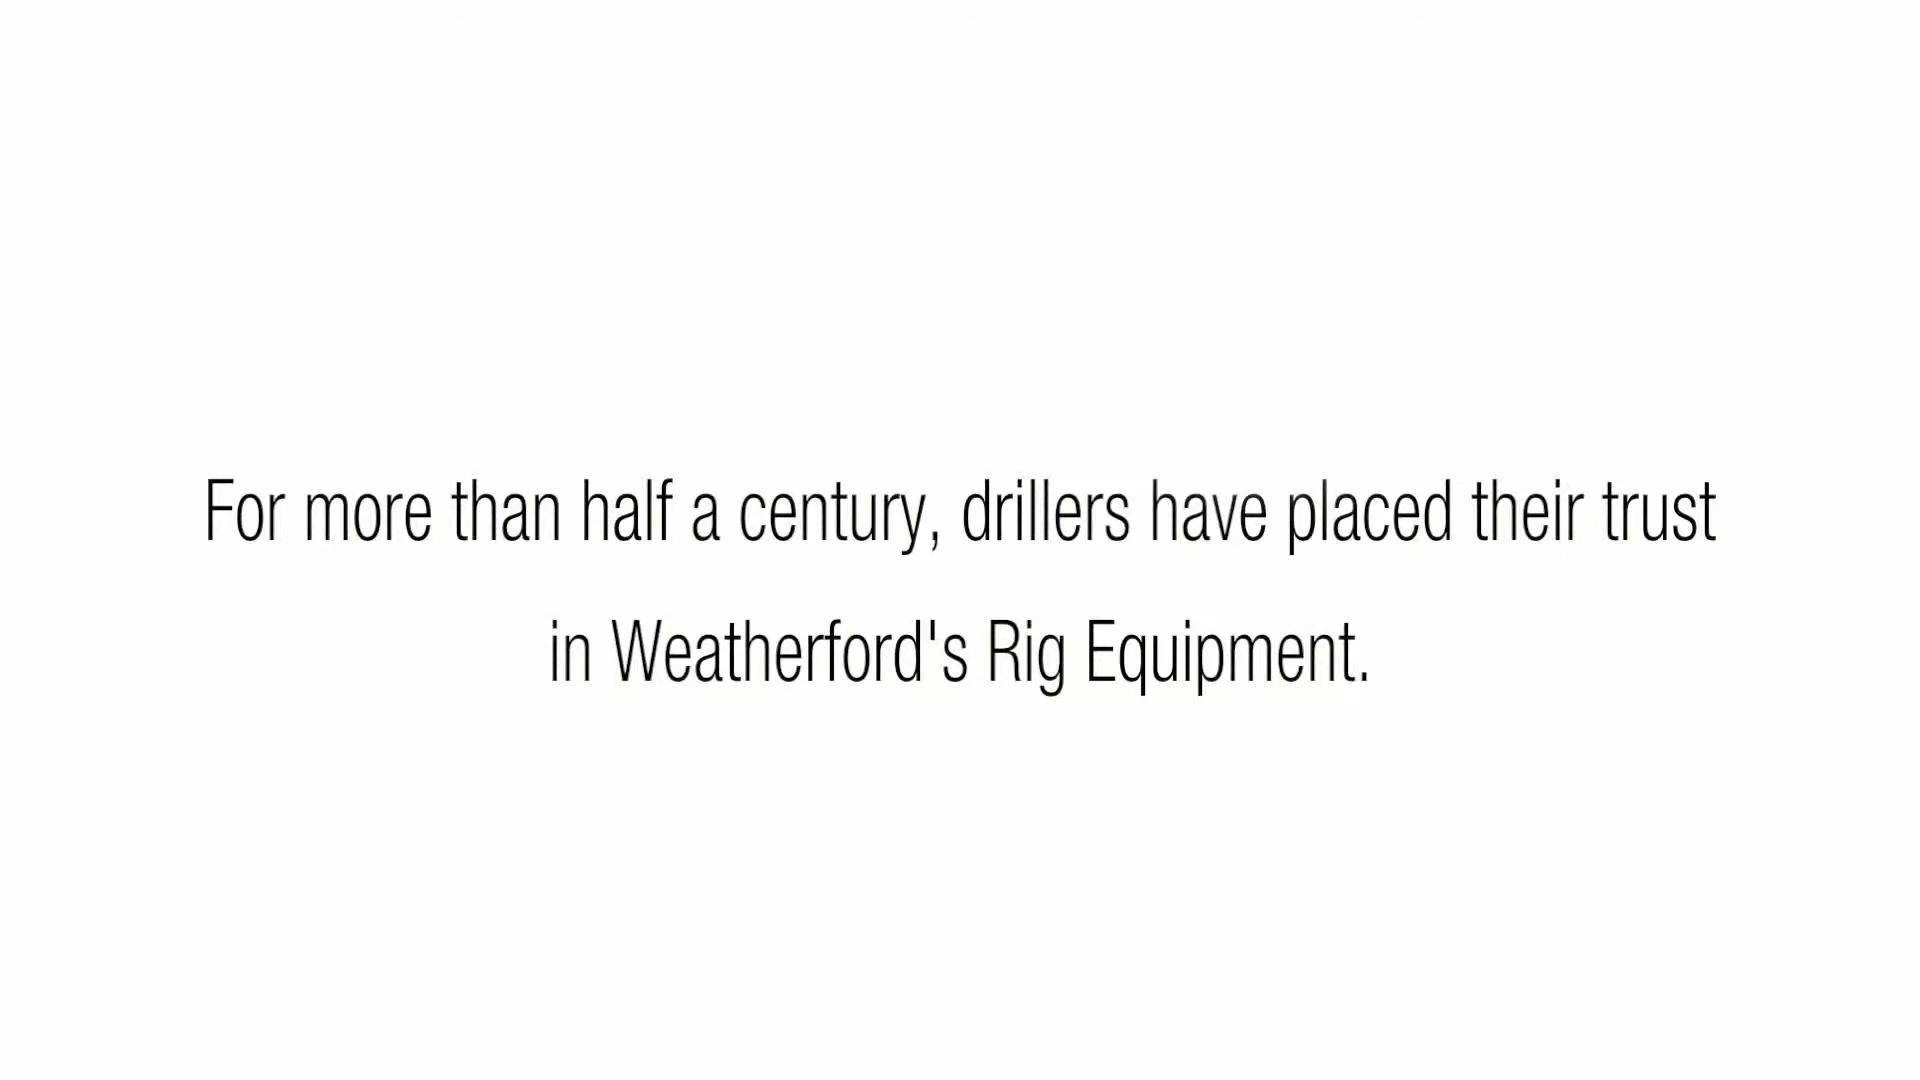 For more than half a century, drillers have placed their trust
in Weatherford's Rig Equipment.